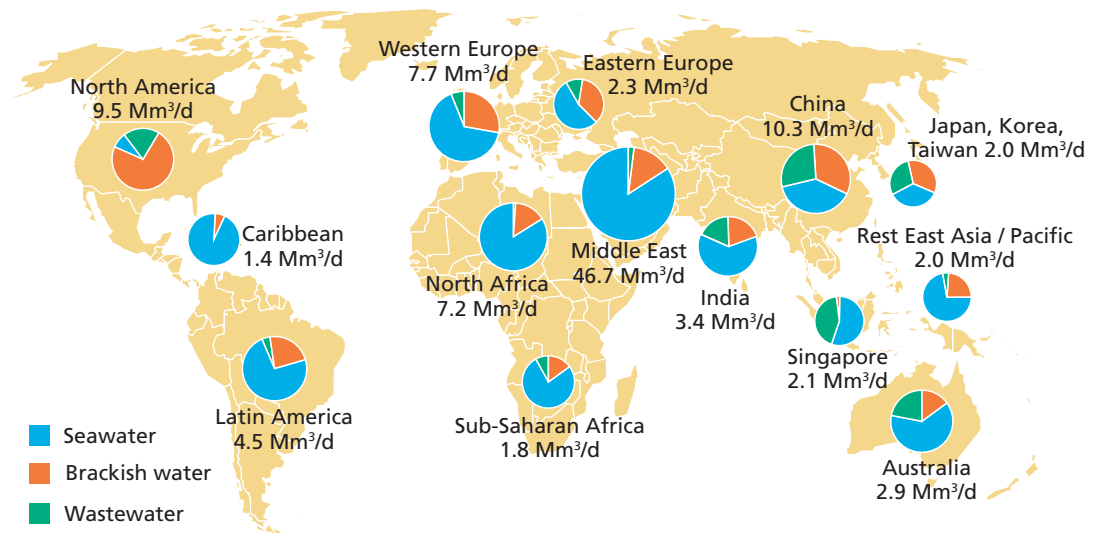 North America
9.5 Mm³/d
Western Europe
7.7 Mm³/d
Eastern Europe
2.3 Mm³/d
China
10.3 Mm³/d
Japan, Korea,
Taiwan 2.0 Mm³/d
Caribbean
1.4 Mm³/d
North Africa
7.2 Mm³/d
Middle East
46.7 Mm³/d
India
3.4 Mm³/d
Rest East Asia / Pacific
2.0 Mm³/d
Singapore
2.1 Mm³/d
Latin America
4.5 Mm³/d
Sub-Saharan Africa
1.8 Mm³/d
Australia
2.9 Mm³/d
Seawater
Brackish water
Wastewater